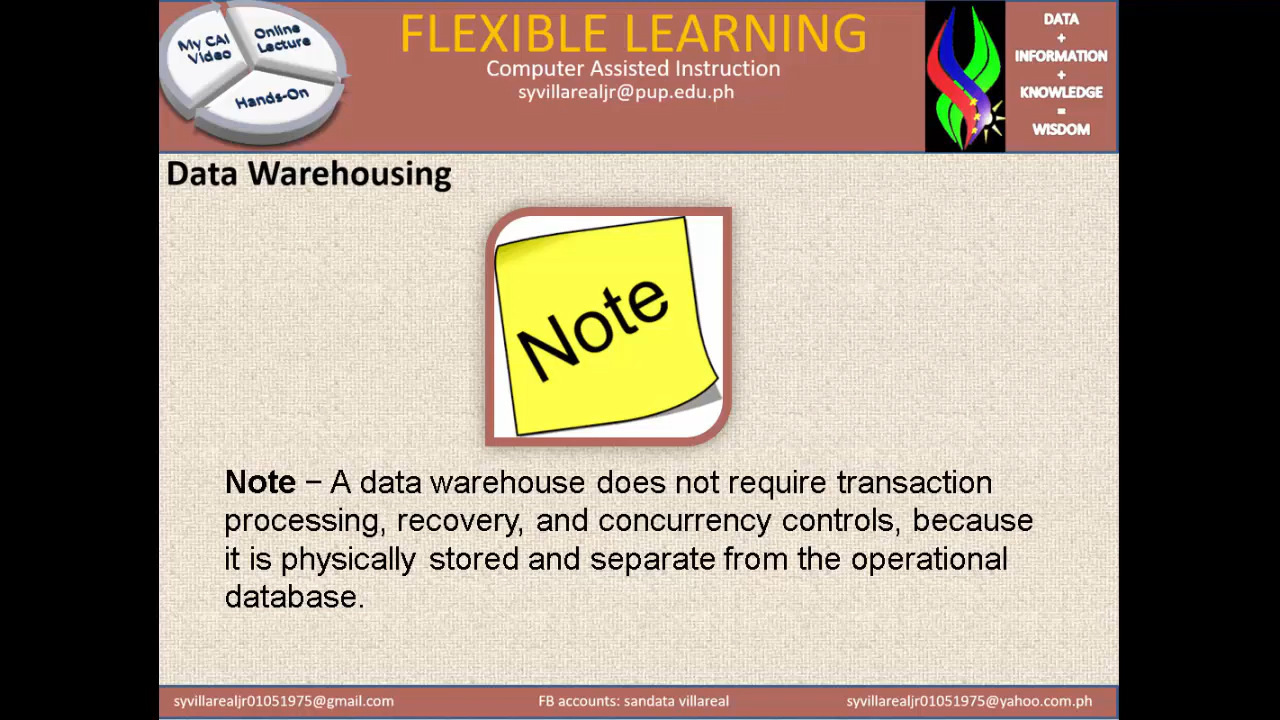 My CAI
Video
Online
Lecture
Hands-On
FLEXIBLE LEARNING
Computer Assisted Instruction
syvillarealjr@pup.edu.ph
DATA
+
INFORMATION
+
KNOWLEDGE
=
WISDOM
Data Warehousing
Note
Note − A data warehouse does not require transaction
processing, recovery, and concurrency controls, because
it is physically stored and separate from the operational
database.
syvillarealjr01051975@gmail.com
FB accounts: sandata villareal
syvillarealjr01051975@yahoo.com.ph